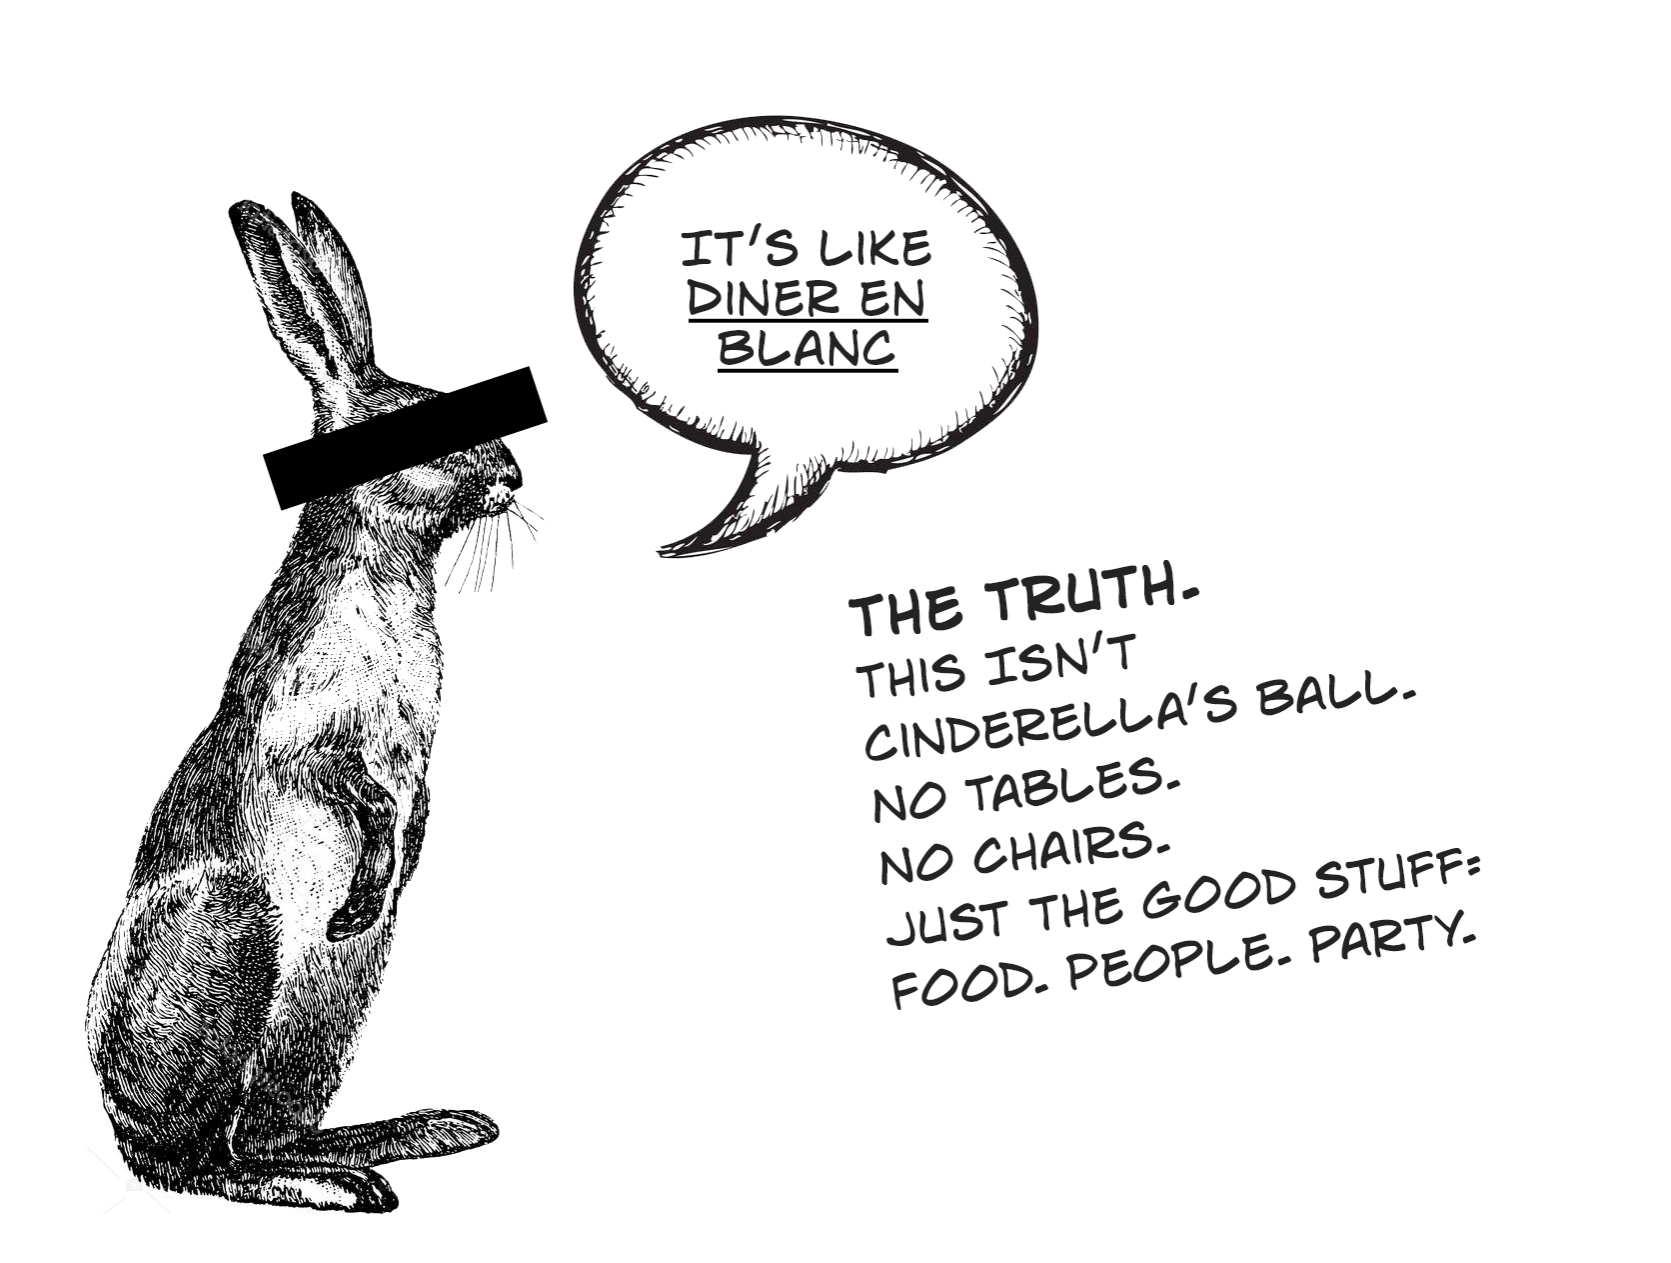 IT'S LIKE
DINER EN
BLANC
THE TRUTH.
THIS ISN'T
CINDERELLA'S BALL.
NO TABLES.
NO CHAIRS.
JUST THE GOOD STUFF:
FOOD. PEOPLE. PARTY.